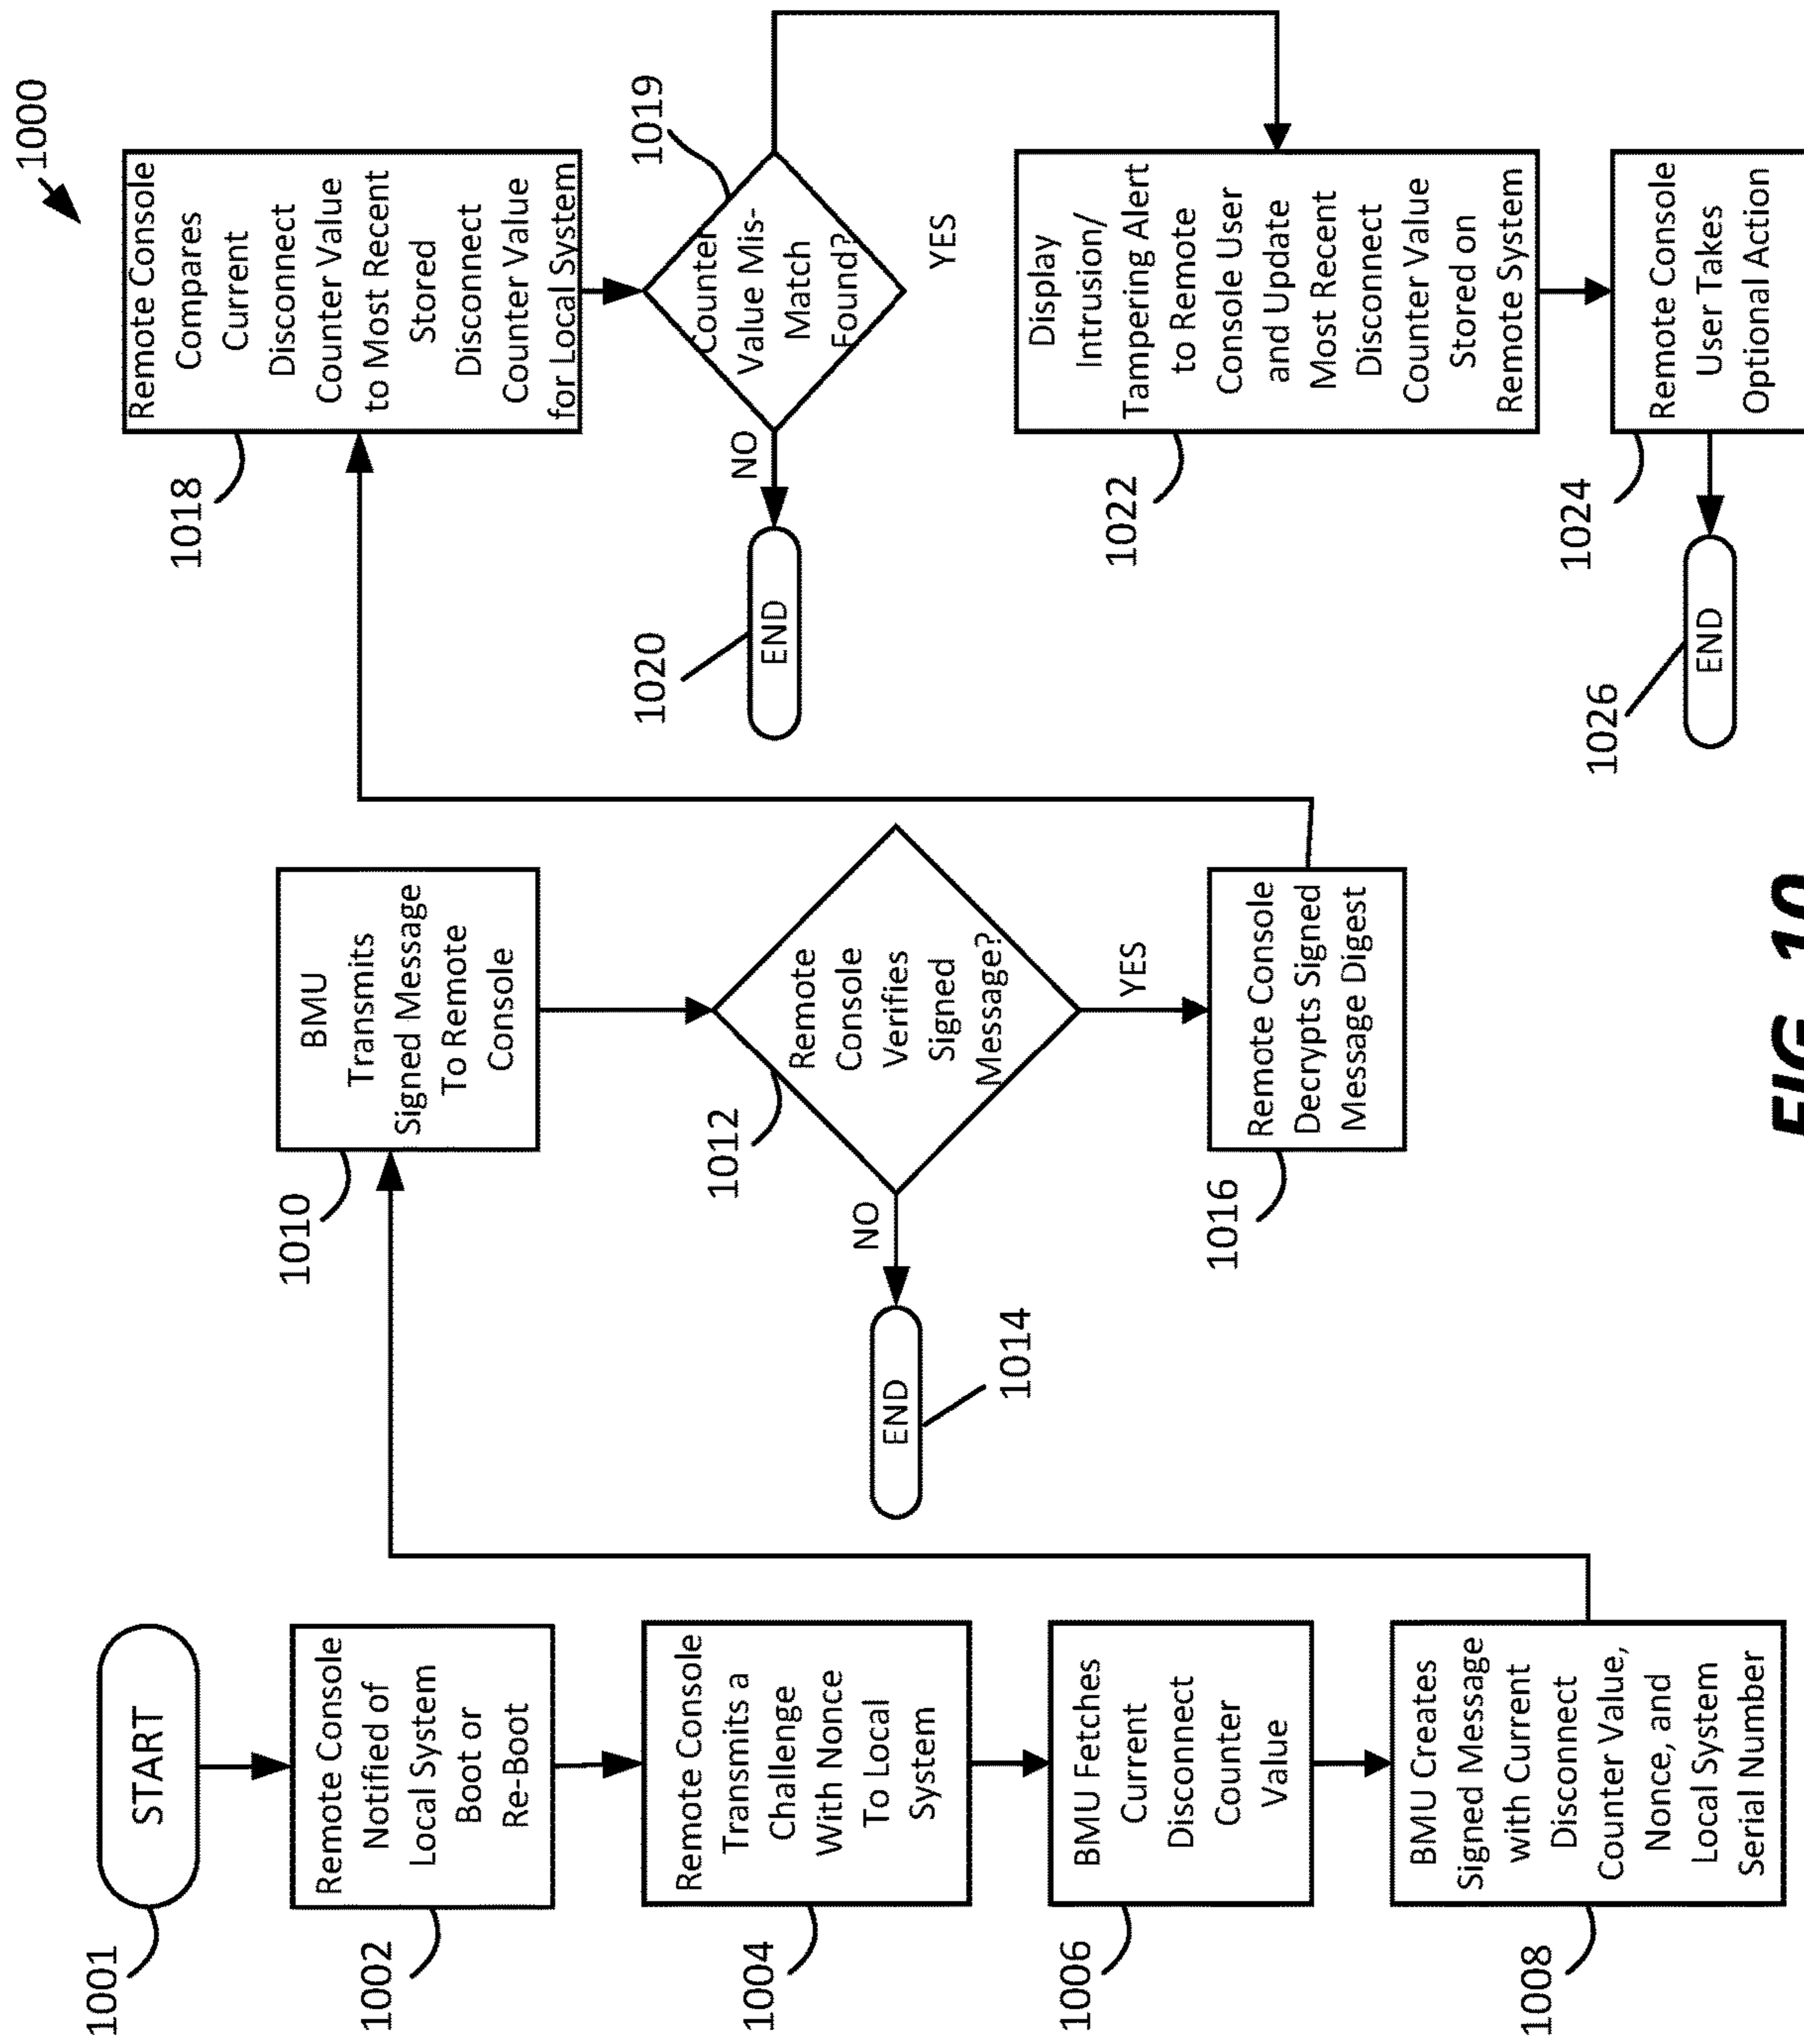 1000
1001
START
1002
Remote Console
Notified of
Local System
Boot or
Re-Boot
1004
Remote Console
Transmits a
Challenge
With Nonce
To Local
System
1006
BMU Fetches
Current
Disconnect
Counter
Value
1008
BMU Creates
Signed Message
with Current
Disconnect
Counter Value,
Nonce, and
Local System
Serial Number
1010
BMU
Transmits
Signed Message
To Remote
Console
1012
Remote
Console
Verifies
Signed
Message?
NO
END
1014
YES
1016
Remote Console
Decrypts Signed
Message Digest
1018
Remote Console
Compares
Current
Disconnect
Counter Value
to Most Recent
Stored
Disconnect
Counter Value
for Local System
1019
Counter
Value Mis-
Match
Found?
NO
END
1020
YES
1022
Display
Intrusion/
Tampering Alert
to Remote
Console User
and Update
Most Recent
Disconnect
Counter Value
Stored on
Remote System
1024
Remote Console
User Takes
Optional Action
END
1026
FIG. 10